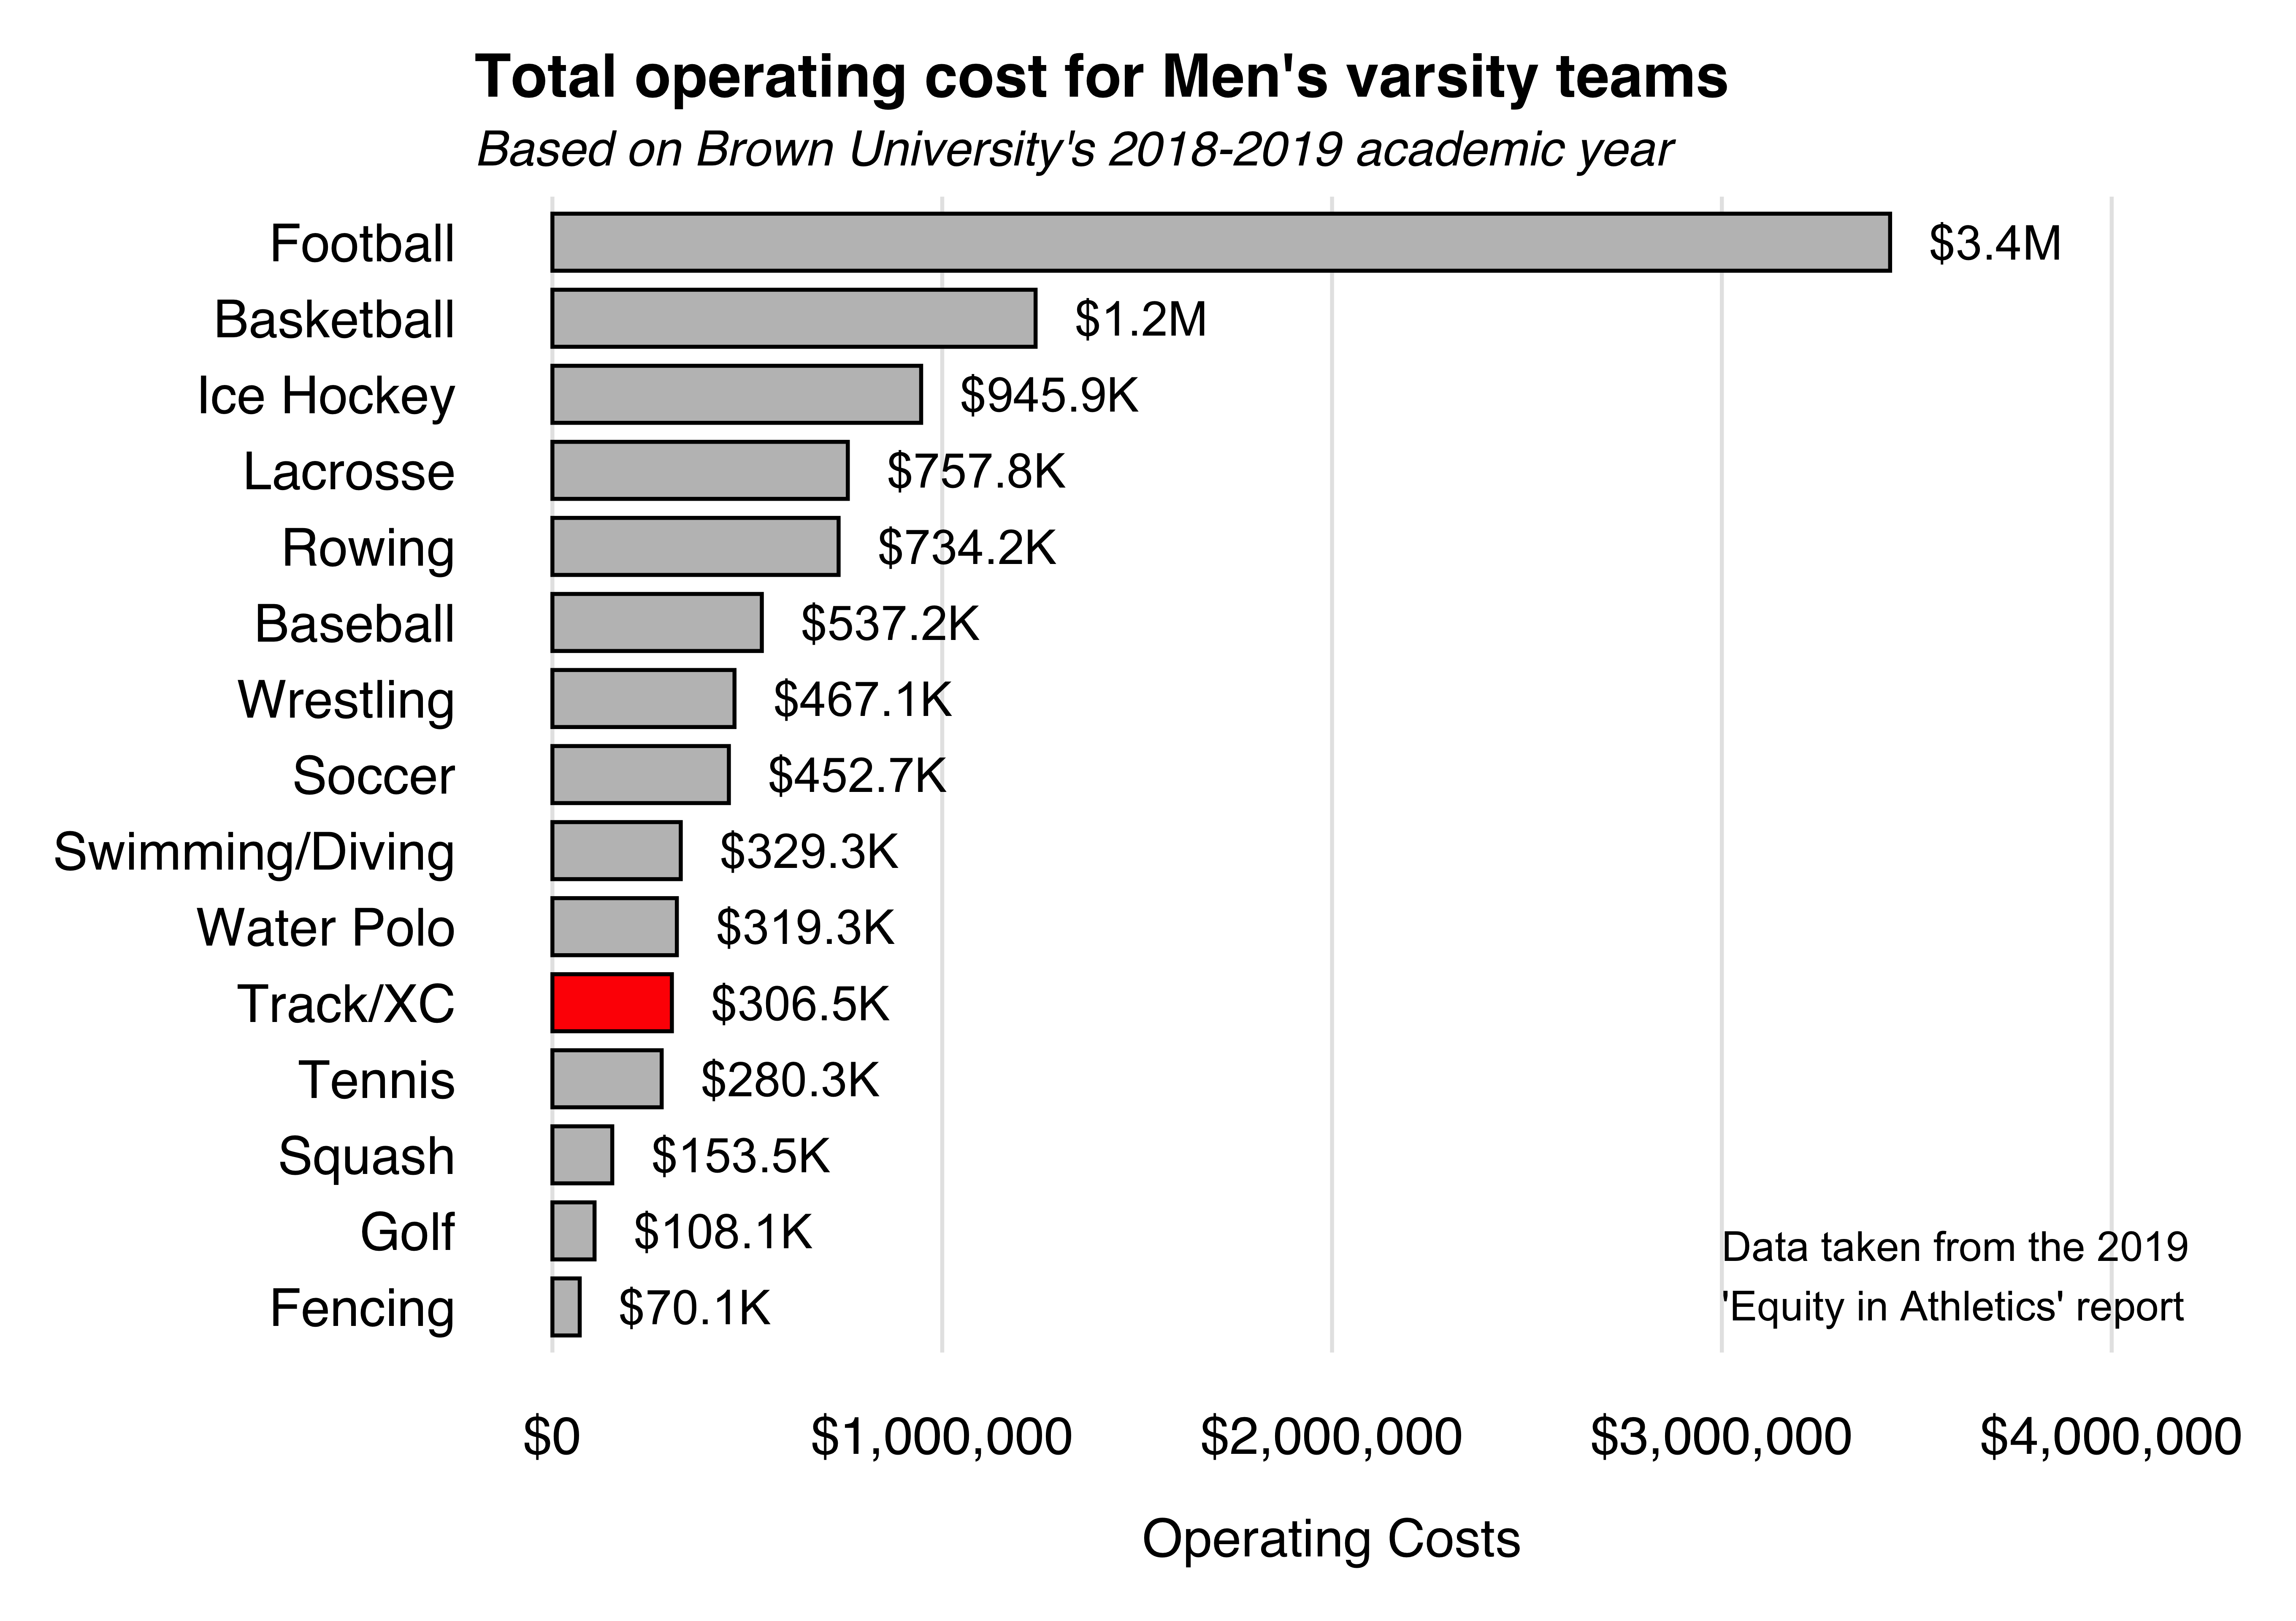 Total operating cost for Men's varsity teams
Based on Brown University's 2018-2019 academic year
Football $3.4M
Basketball $1.2M
Ice Hockey $945.9K
Lacrosse $757.8K
Rowing $734.2K
Baseball $537.2K
Wrestling $467.1K
Soccer $452.7K
Swimming/Diving $329.3K
Water Polo $319.3K
Track/XC $306.5K
Tennis $280.3K
Squash $153.5K
Golf $108.1K
Fencing $70.1K
Data taken from the 2019
'Equity in Athletics' report
$0 $1,000,000 $2,000,000 $3,000,000 $4,000,000
Operating Costs